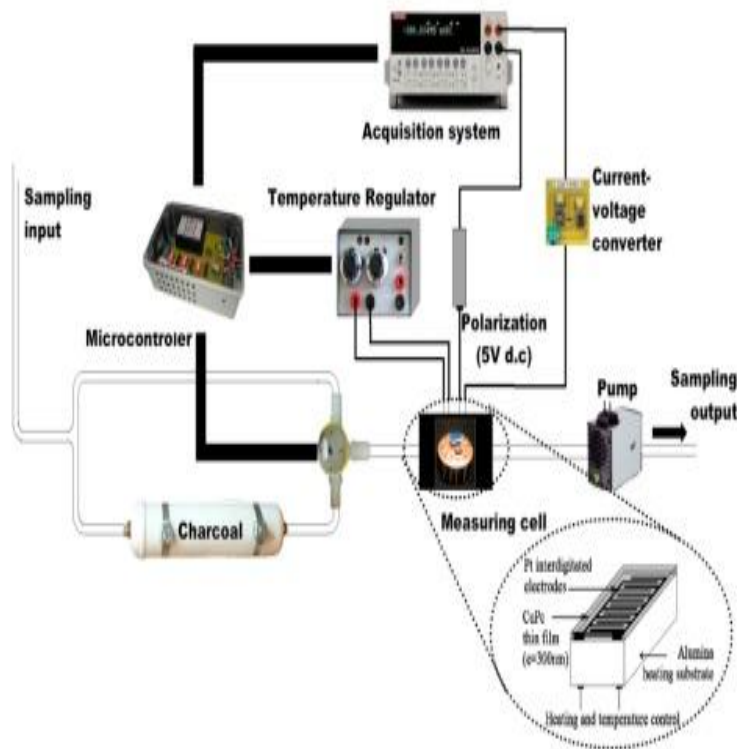 Acquisition system
Sampling
input
Temperature Regulator
Current-
voltage
converter
Microcontroler
Polarization
(5V d.c)
Pump
Sampling
output
Charcoal
Measuring cell
Pt interdigitated
electrodes
CuPc
thin film
(e=300nm)
Alumina
heating substrate
Heating and temperature control